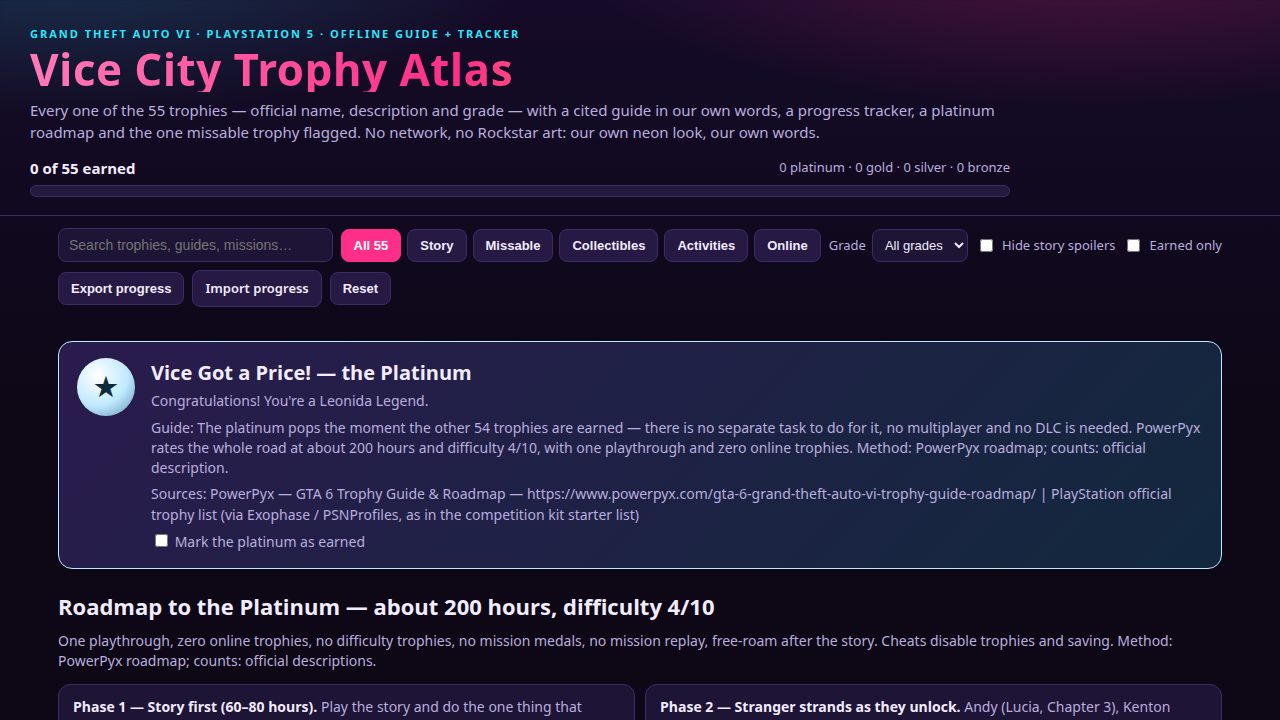 GRAND THEFT AUTO VI · PLAYSTATION 5 · OFFLINE GUIDE + TRACKER
Vice City Trophy Atlas
Every one of the 55 trophies — official name, description and grade — with a cited guide in our own words, a progress tracker, a platinum
roadmap and the one missable trophy flagged. No network, no Rockstar art: our own neon look, our own words.
0 of 55 earned
0 platinum · 0 gold · 0 silver · 0 bronze
Search trophies, guides, missions…
All 55
Story
Missable
Collectibles
Activities
Online
Grade
All grades
Hide story spoilers
Earned only
Export progress
Import progress
Reset
★
Vice Got a Price! — the Platinum
Congratulations! You're a Leonida Legend.
Guide: The platinum pops the moment the other 54 trophies are earned — there is no separate task to do for it, no multiplayer and no DLC is needed. PowerPyx
rates the whole road at about 200 hours and difficulty 4/10, with one playthrough and zero online trophies. Method: PowerPyx roadmap; counts: official
description.
Sources: PowerPyx — GTA 6 Trophy Guide & Roadmap — https://www.powerpyx.com/gta-6-grand-theft-auto-vi-trophy-guide-roadmap/ | PlayStation official
trophy list (via Exophase / PSNProfiles, as in the competition kit starter list)
Mark the platinum as earned
Roadmap to the Platinum — about 200 hours, difficulty 4/10
One playthrough, zero online trophies, no difficulty trophies, no mission medals, no mission replay, free-roam after the story. Cheats disable trophies and saving. Method:
PowerPyx roadmap; counts: official descriptions.
Phase 1 — Story first (60–80 hours). Play the story and do the one thing that
Phase 2 — Stranger strands as they unlock. Andy (Lucia, Chapter 3), Kenton